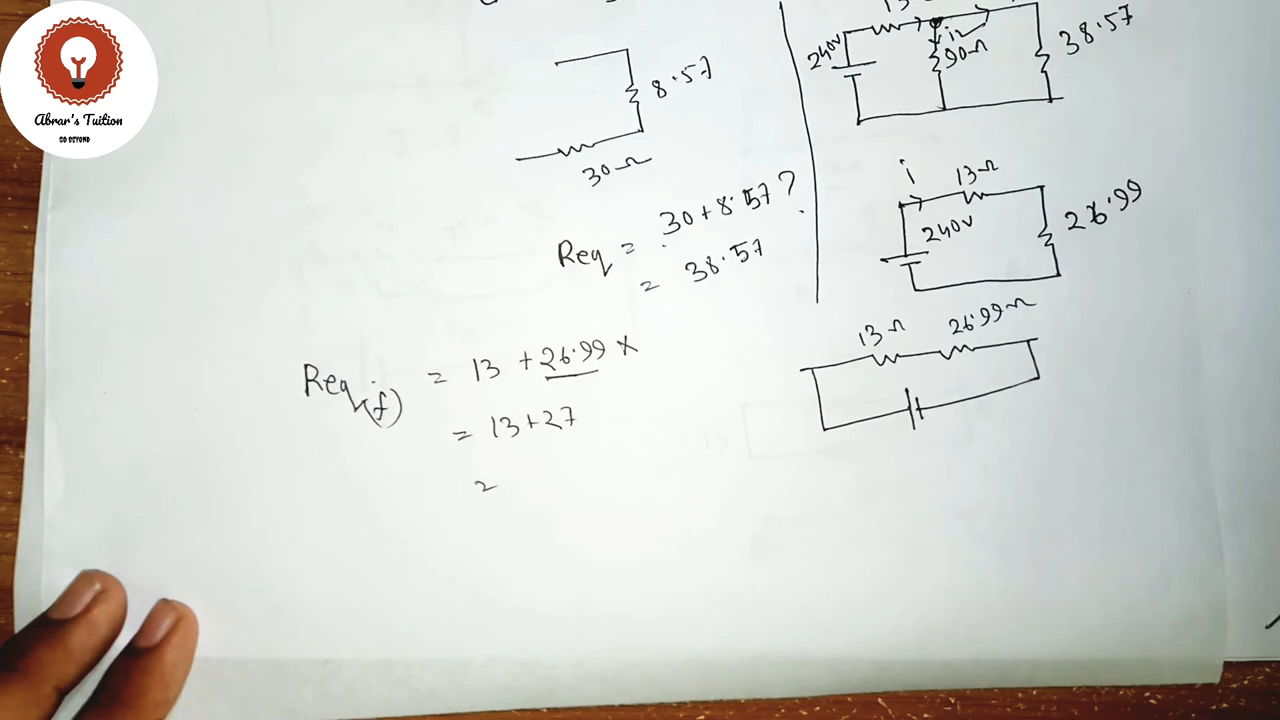 Abrar's Tuition
GO BEYOND
8.57
30Ω
Req = 30 + 8.57 ?
= 38.57
Req(f) = 13 + 26.99 X
= 13+27
=
240v
i2
90Ω
38.57
i
13Ω
240v
26.99
13Ω 26.99Ω